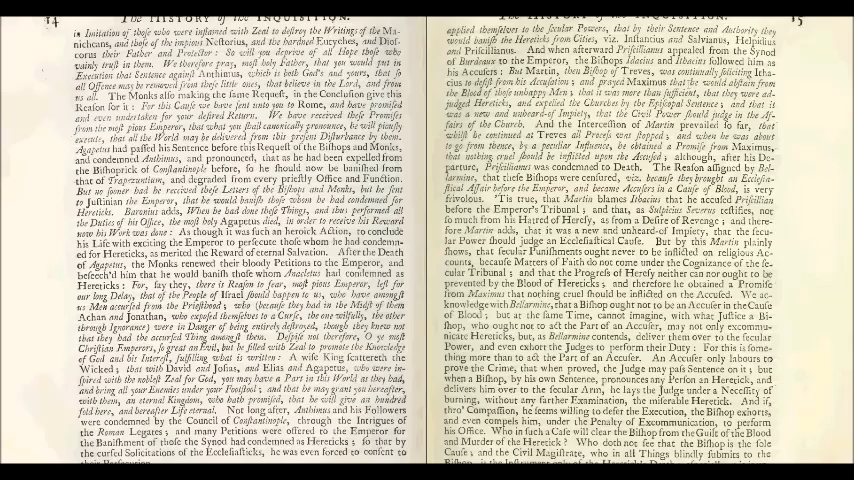 14 The HISTORY of the INQUISITION.
in Imitation of those who were inflamed with Zeal to destroy the Writings of the Ma-
nicheans, and those of the impious Nestorius, and the hardned Eutyches, and Dios-
corus their Father and Protector: So will you deprive of all Hope those who
vainly trust in them. We therefore pray, most holy Father, that you would put in
Execution that Sentence against Anthimus, which is both God's and yours, that so
all Offence may be removed from these little ones, that believe in the Lord, and from
us all. The Monks also making the same Request, in the Conclusion give this
Reason for it: For this Cause we have sent unto you to Rome, and have promised
and even undertaken for your desired Return. We have received these Promises
from the most pious Emperor, that what you shall canonically pronounce, he will piously
execute, that all the World may be delivered from this present Disturbance by them.
Agapetus had passed his Sentence before this Request of the Bishops and Monks,
and condemned Anthimus, and pronounced, that as he had been expelled from
the Bishoprick of Constantinople before, so he should now be banished from
that of Trapezuntium, and degraded from every priestly Office and Function.
But no sooner had he received these Letters of the Bishops and Monks, but he sent
to Justinian the Emperor, that he would banish those whom he had condemned for
Hereticks. Baronius adds, When he had done these Things, and thus performed all
the Duties of his Office, the most holy Agapetus died, in order to receive his Reward
now his Work was done: As though it was such an heroick Action, to conclude
his Life with exciting the Emperor to persecute those whom he had condemn-
ed for Hereticks, as merited the Reward of eternal Salvation. After the Death
of Agapetus, the Monks renewed their bloody Petitions to the Emperor, and
beseech'd him that he would banish those whom Anacletus had condemned as
Hereticks: For, say they, there is Reason to fear, most pious Emperor, lest for
our long Delay, that of the People of Israel should happen to us, who have amongst
us Men accursed from the Priesthood; who (because they had in the Midst of them
Achan and Jonathan, who exposed themselves to a Curse, the one wilfully, the other
through Ignorance) were in Danger of being entirely destroyed, though they knew not
that they had the accursed Thing amongst them. Despise not therefore, O ye most
Christian Emperors, so great an Evil, but be filled with Zeal to promote the Knowledge
of God and his Interest, fulfilling what is written: A wise King scattereth the
Wicked; that with David and Josias, and Elias and Agapetus, who were in-
spired with the noblest Zeal for God, you may have a Part in this World as they had,
and bring all your Enemies under your Footstool; and that he may grant you hereafter,
with them, an eternal Kingdom, who hath promised, that he will give an hundred
fold here, and hereafter Life eternal. Not long after, Anthimus and his Followers
were condemned by the Council of Constantinople, through the Intrigues of
the Roman Legates; and many Petitions were offered to the Emperor for
the Banishment of those the Synod had condemned as Hereticks; so that by
the cursed Solicitations of the Ecclesiasticks, he was even forced to consent to
their Persecution.
The HISTORY of the INQUISITION. 15
applied themselves to the secular Powers, that by their Sentence and Authority they
would banish the Hereticks from Cities, viz. Instantius and Salvianus, Helpidius
and Priscillianus. And when afterward Priscillianus appealed from the Synod
of Burdeaux to the Emperor, the Bishops Idacius and Ithacius followed him as
his Accusers: But Martin, then Bishop of Treves, was continually soliciting Itha-
cius to desist from his Accusation; and prayed Maximus that he would abstain from
the Blood of those unhappy Men; that it was more than sufficient, that they were ad-
judged Hereticks, and expelled the Churches by the Episcopal Sentence; and that it
was a new and unheard-of Impiety, that the Civil Power should judge in the Af-
fairs of the Church. And the Intercession of Martin prevailed so far, that
whilst he continued at Treves all Process was stopped; and when he was about
to go from thence, by a peculiar Influence, he obtained a Promise from Maximus,
that nothing cruel should be inflicted upon the Accused; although, after his De-
parture, Priscillianus was condemned to Death. The Reason assigned by Bel-
larmine, that these Bishops were censured, viz. because they brought an Ecclesia-
stical Affair before the Emperor, and became Accusers in a Cause of Blood, is very
frivolous. 'Tis true, that Martin blames Ithacius that he accused Priscillian
before the Emperor's Tribunal; and that, as Sulpicius Severus testifies, not
so much from his Hatred of Heresy, as from a Desire of Revenge; and there-
fore Martin adds, that it was a new and unheard-of Impiety, that the secu-
lar Power should judge an Ecclesiastical Cause. But by this Martin plainly
shows, that secular Punishments ought not to be inflicted on religious Ac-
counts, because Matters of Faith do not come under the Cognizance of the se-
cular Tribunal; and that the Progress of Heresy neither can nor ought to be
prevented by the Blood of Hereticks; and therefore he obtained a Promise
from Maximus that nothing cruel should be inflicted on the Accused. We ac-
knowledge with Bellarmine, that a Bishop ought not to be an Accuser in the Cause
of Blood; but at the same Time, cannot imagine, with what Justice a Bi-
shop, who ought not to act the Part of an Accuser, may not only excommu-
nicate Hereticks, but, as Bellarmine contends, deliver them over to the secular
Power, and even exhort the Judges to perform their Duty: For this is some-
thing more than to act the Part of an Accuser. An Accuser only labours to
prove the Crime, that when proved, the Judge may pass Sentence on it; but
when a Bishop, by his own Sentence, pronounces any Person an Heretick, and
delivers him over to the secular Arm, he lays the Judge under a Necessity of
burning, without any farther Examination, the miserable Heretick. And if,
thro' Compassion, he seems willing to defer the Execution, the Bishop exhorts,
and even compels him, under the Penalty of Excommunication, to perform
his Office. Who in such a Case will clear the Bishop from the Guilt of the Blood
and Murder of the Heretick? Who doth not see that the Bishop is the sole
Cause; and the Civil Magistrate, who in all Things blindly submits to the